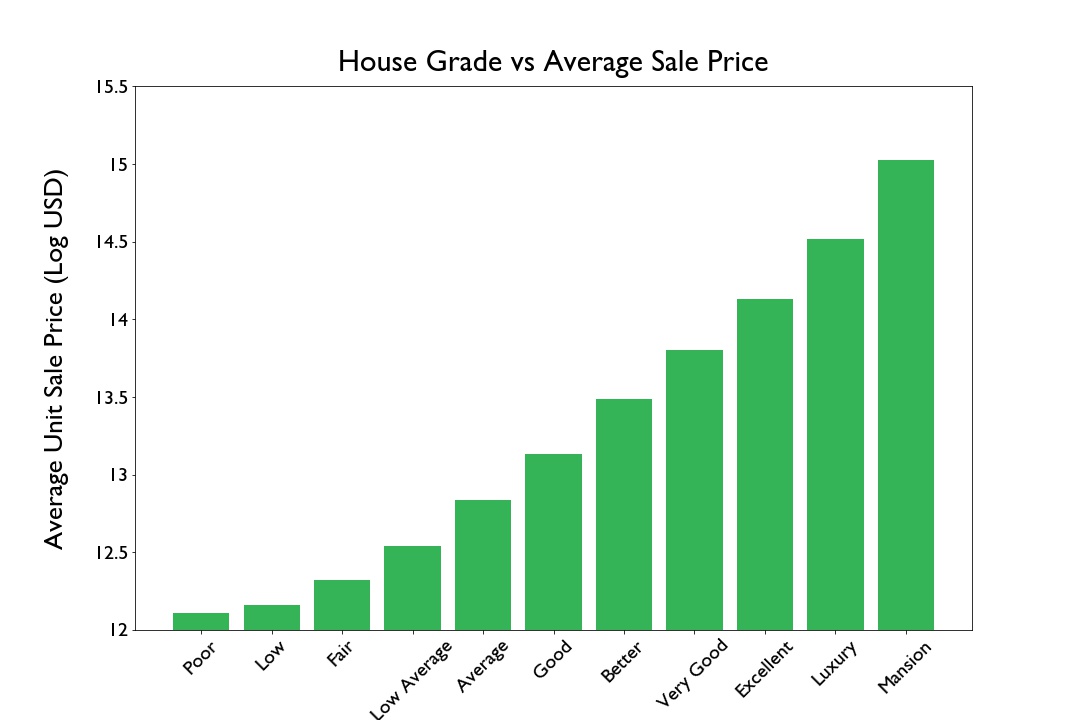 House Grade vs Average Sale Price
Average Unit Sale Price (Log USD)
15.5
15
14.5
14
13.5
13
12.5
12
Poor
Low
Fair
Low Average
Average
Good
Better
Very Good
Excellent
Luxury
Mansion